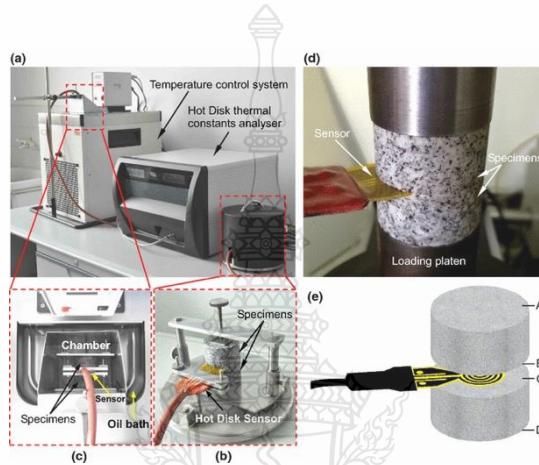 (a)
Temperature control system
Hot Disk thermal
constants analyser
(d)
Sensor
Specimens
Loading platen
Chamber
Specimens
Sensor
Oil bath
(c)
Specimens
Hot Disk Sensor
(b)
(e)
A
B
C
D